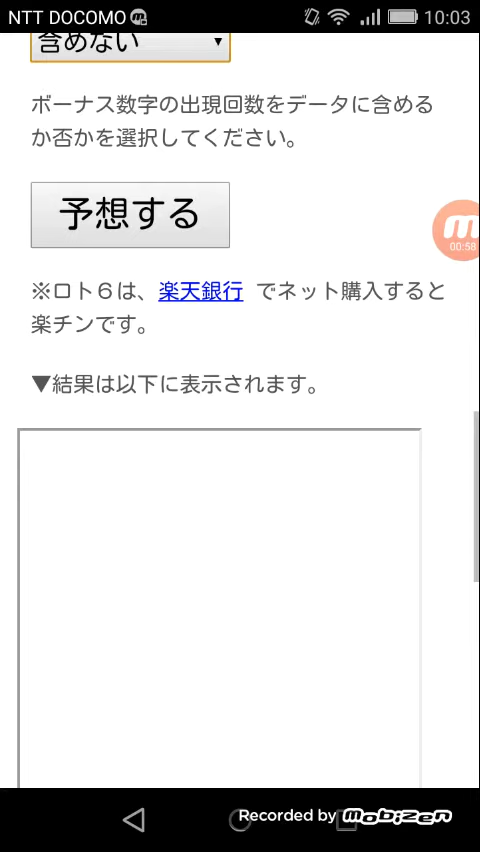 NTT DOCOMO 10:03
含めない ▼
ボーナス数字の出現回数をデータに含める
か否かを選択してください。
予想する
00:58
※ロト６は、楽天銀行 でネット購入すると
楽チンです。
▼結果は以下に表示されます。
Recorded by mobizen